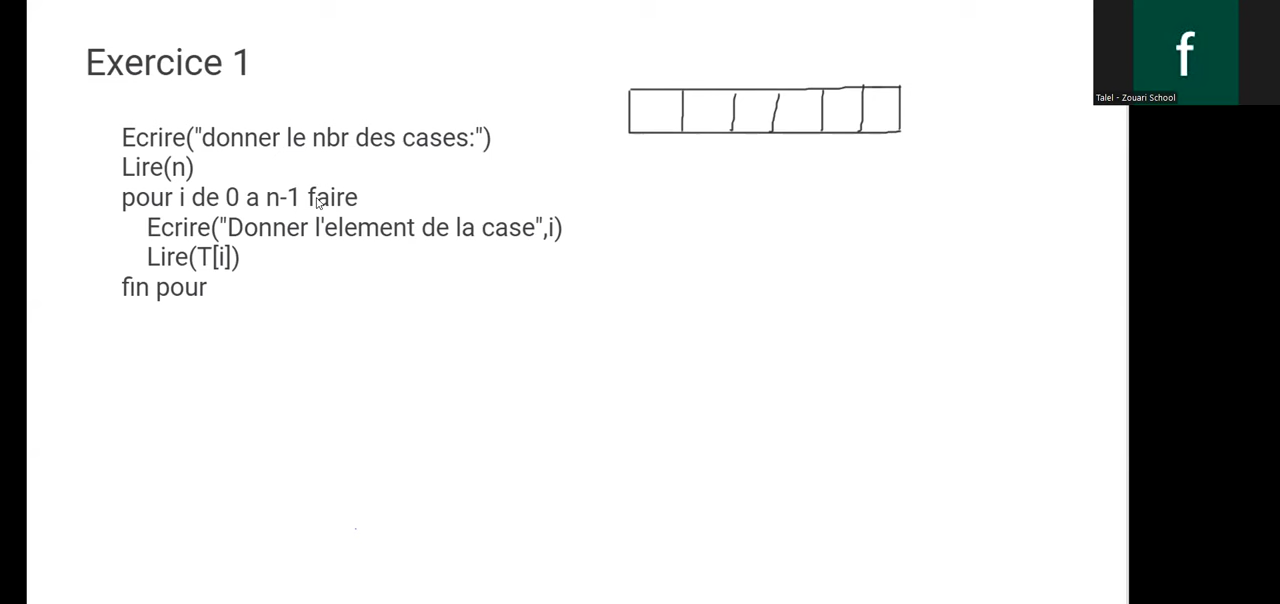 Exercice 1
Ecrire("donner le nbr des cases:")
Lire(n)
pour i de 0 a n-1 faire
Ecrire("Donner l'element de la case",i)
Lire(T[i])
fin pour
f
Talel - Zouari School